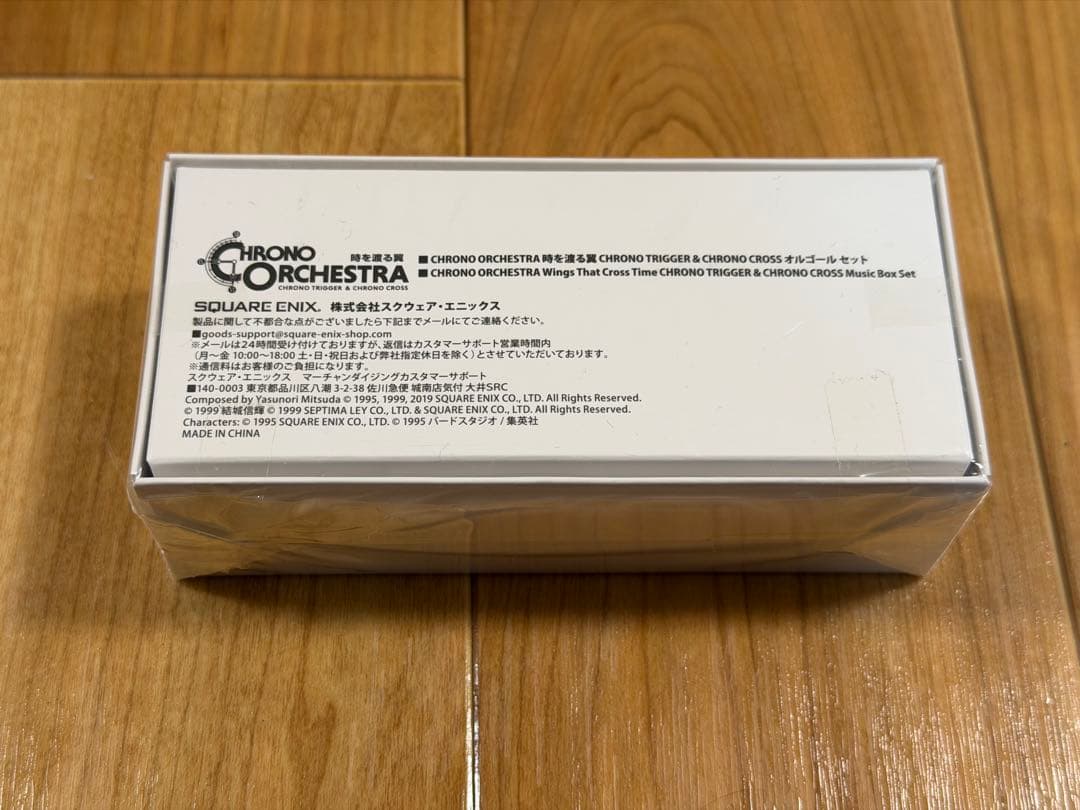 CHRONO ORCHESTRA 時を渡る翼
CHRONO TRIGGER & CHRONO CROSS
■ CHRONO ORCHESTRA 時を渡る翼 CHRONO TRIGGER & CHRONO CROSS オルゴール セット
■ CHRONO ORCHESTRA Wings That Cross Time CHRONO TRIGGER & CHRONO CROSS Music Box Set
SQUARE ENIX. 株式会社スクウェア・エニックス
製品に関して不都合な点がございましたら下記までメールにてご連絡ください。
■goods-support@square-enix-shop.com
※メールは24時間受け付けておりますが、返信はカスタマーサポート営業時間内
（月～金 10:00～18:00 土・日・祝日および弊社指定休日を除く）とさせていただいております。
※通信料はお客様のご負担になります。
スクウェア・エニックス マーチャンダイジングカスタマーサポート
■140-0003 東京都品川区八潮 3-2-38 佐川急便 城南店気付 大井SRC
Composed by Yasunori Mitsuda © 1995, 1999, 2019 SQUARE ENIX CO., LTD. All Rights Reserved.
© 1999 結城信輝 © 1999 SEPTIMA LEY CO., LTD. & SQUARE ENIX CO., LTD. All Rights Reserved.
Characters: © 1995 SQUARE ENIX CO., LTD. © 1995 バードスタジオ / 集英社
MADE IN CHINA